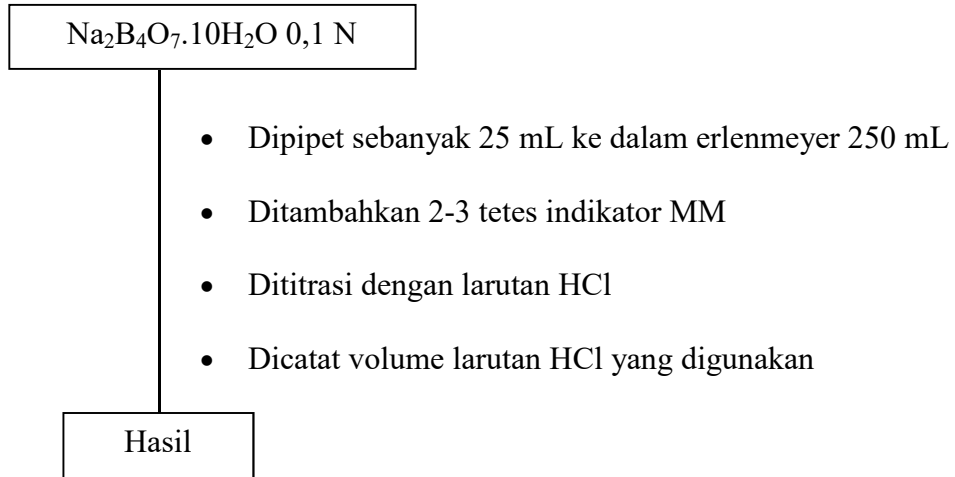 Na₂B₄O₇.10H₂O 0,1 N
• Dipipet sebanyak 25 mL ke dalam erlenmeyer 250 mL
• Ditambahkan 2-3 tetes indikator MM
• Dititrasi dengan larutan HCl
• Dicatat volume larutan HCl yang digunakan
Hasil